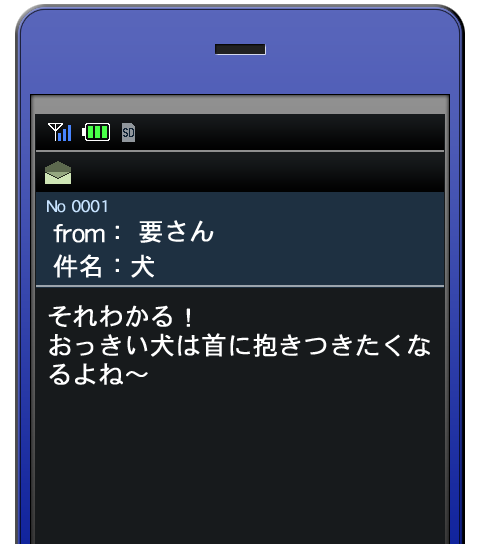 SD
No 0001
from： 要さん
件名：犬
それわかる！
おっきい犬は首に抱きつきたくな
るよね～